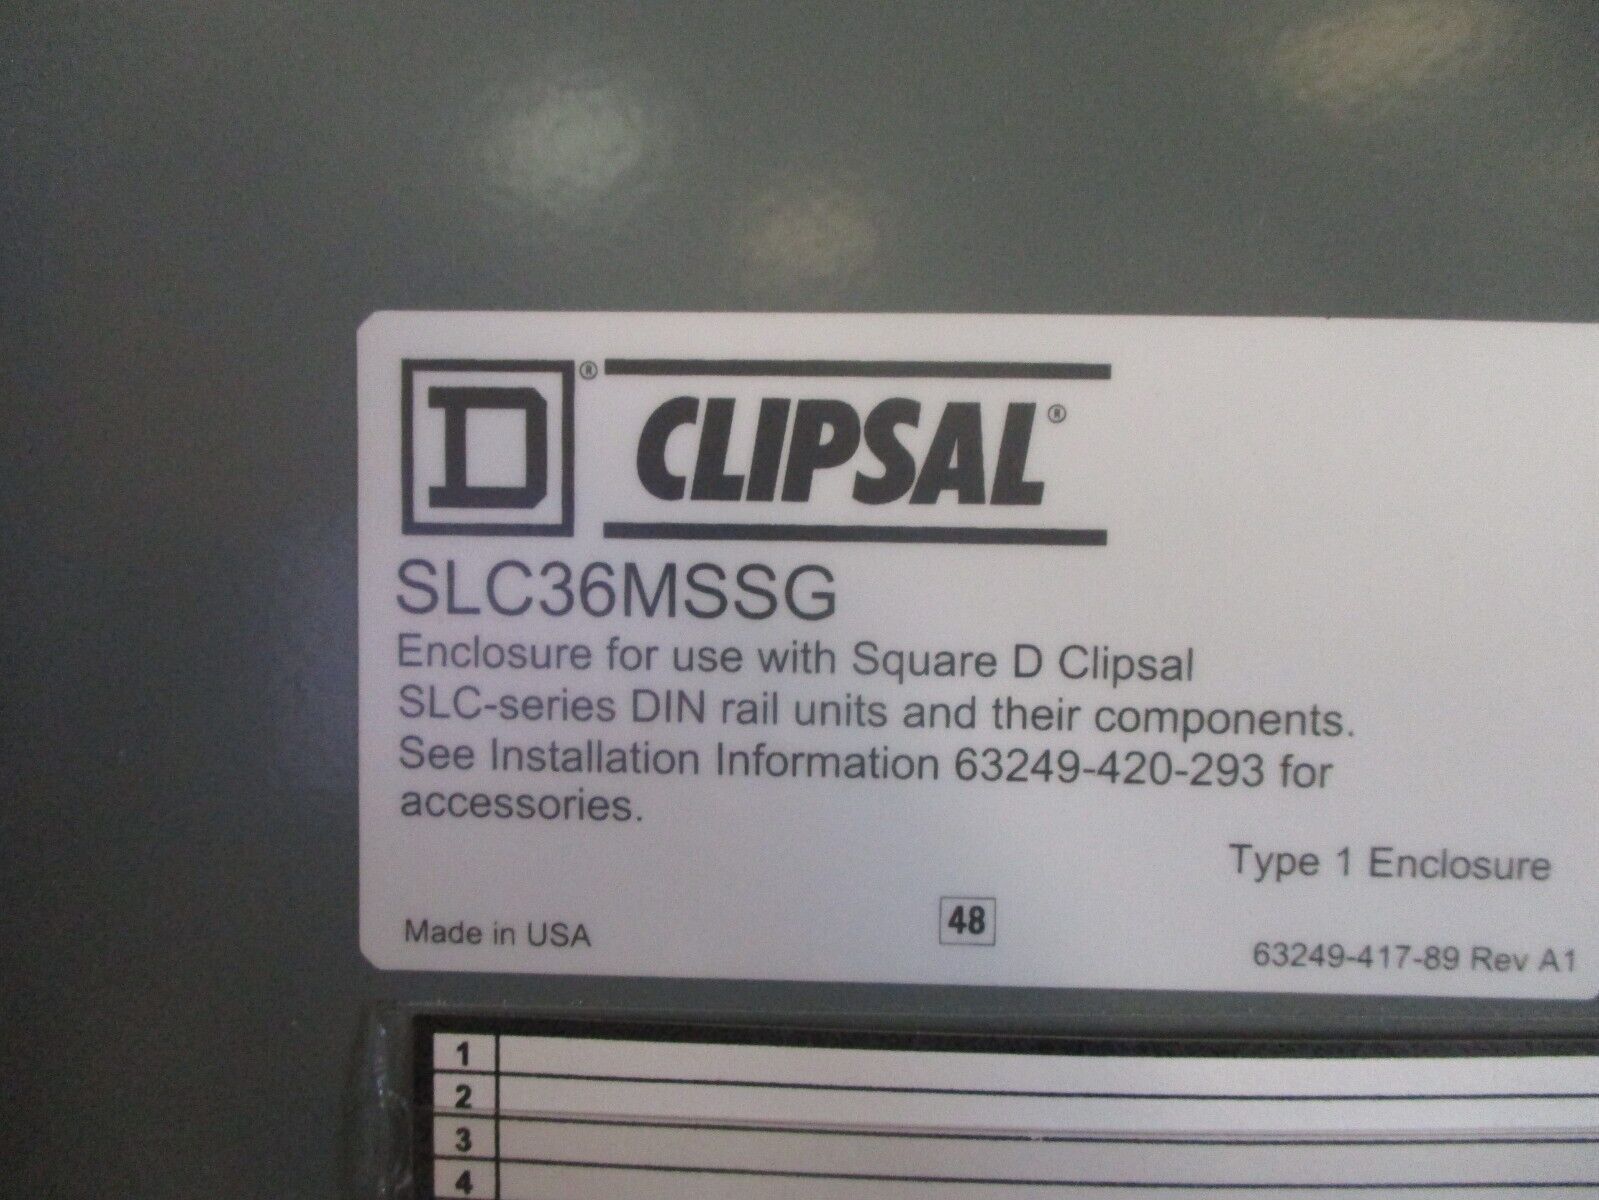 D® CLIPSAL®
SLC36MSSG
Enclosure for use with Square D Clipsal
SLC-series DIN rail units and their components.
See Installation Information 63249-420-293 for
accessories.
Type 1 Enclosure
Made in USA
48
63249-417-89 Rev A1
1
2
3
4